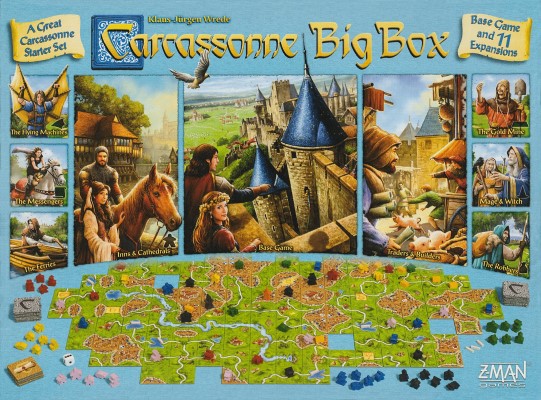 Klaus-Jürgen Wrede
A Great
Carcassonne
Starter Set
Carcassonne Big Box
Base Game
and 11
Expansions
The Flying Machines
The Messengers
The Ferries
Inns & Cathedrals
Base Game
Traders & Builders
The Gold Mine
Mage & Witch
The Robbers
Z-MAN
games